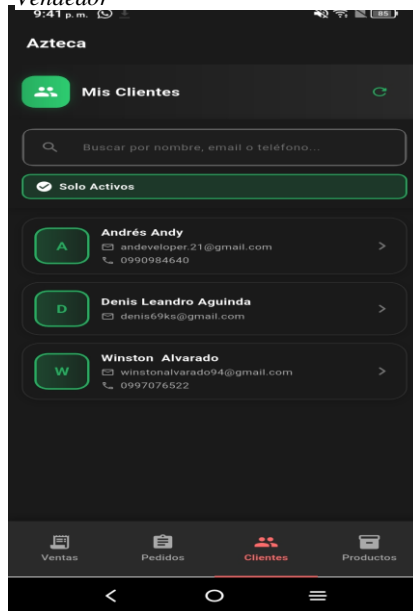 Vendedor
9:41 p.m.
85
Azteca
Mis Clientes
Buscar por nombre, email o teléfono...
Solo Activos
A
Andrés Andy
andeveloper.21@gmail.com
0990984640
D
Denis Leandro Aguinda
denis69ks@gmail.com
W
Winston Alvarado
winstonalvarado94@gmail.com
0997076522
Ventas
Pedidos
Clientes
Productos